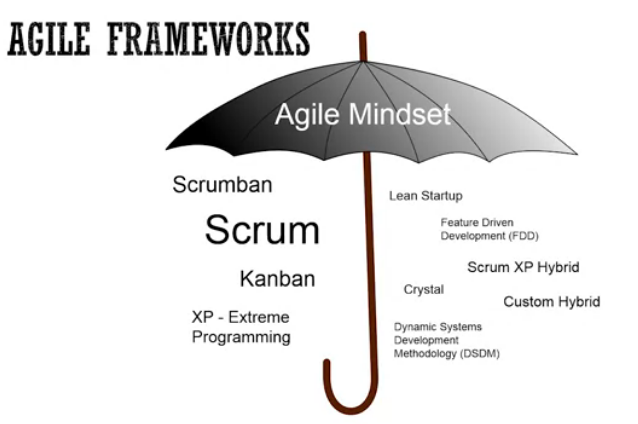 AGILE FRAMEWORKS
Agile Mindset
Scrumban
Scrum
Kanban
XP - Extreme
Programming
Lean Startup
Feature Driven
Development (FDD)
Scrum XP Hybrid
Crystal
Custom Hybrid
Dynamic Systems
Development
Methodology (DSDM)